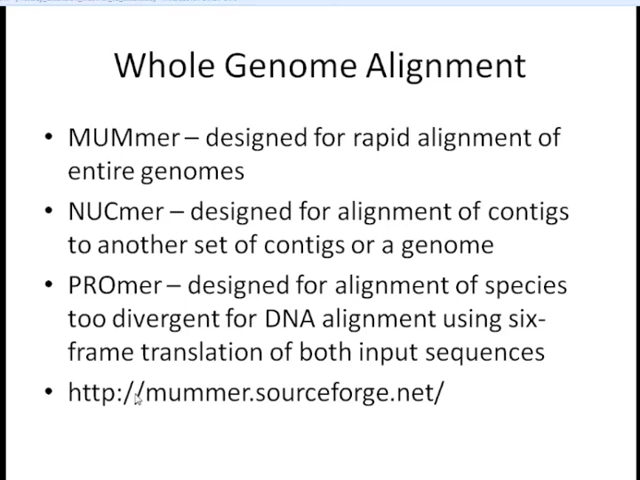 Whole Genome Alignment
• MUMmer – designed for rapid alignment of
entire genomes
• NUCmer – designed for alignment of contigs
to another set of contigs or a genome
• PROmer – designed for alignment of species
too divergent for DNA alignment using six-
frame translation of both input sequences
• http://mummer.sourceforge.net/